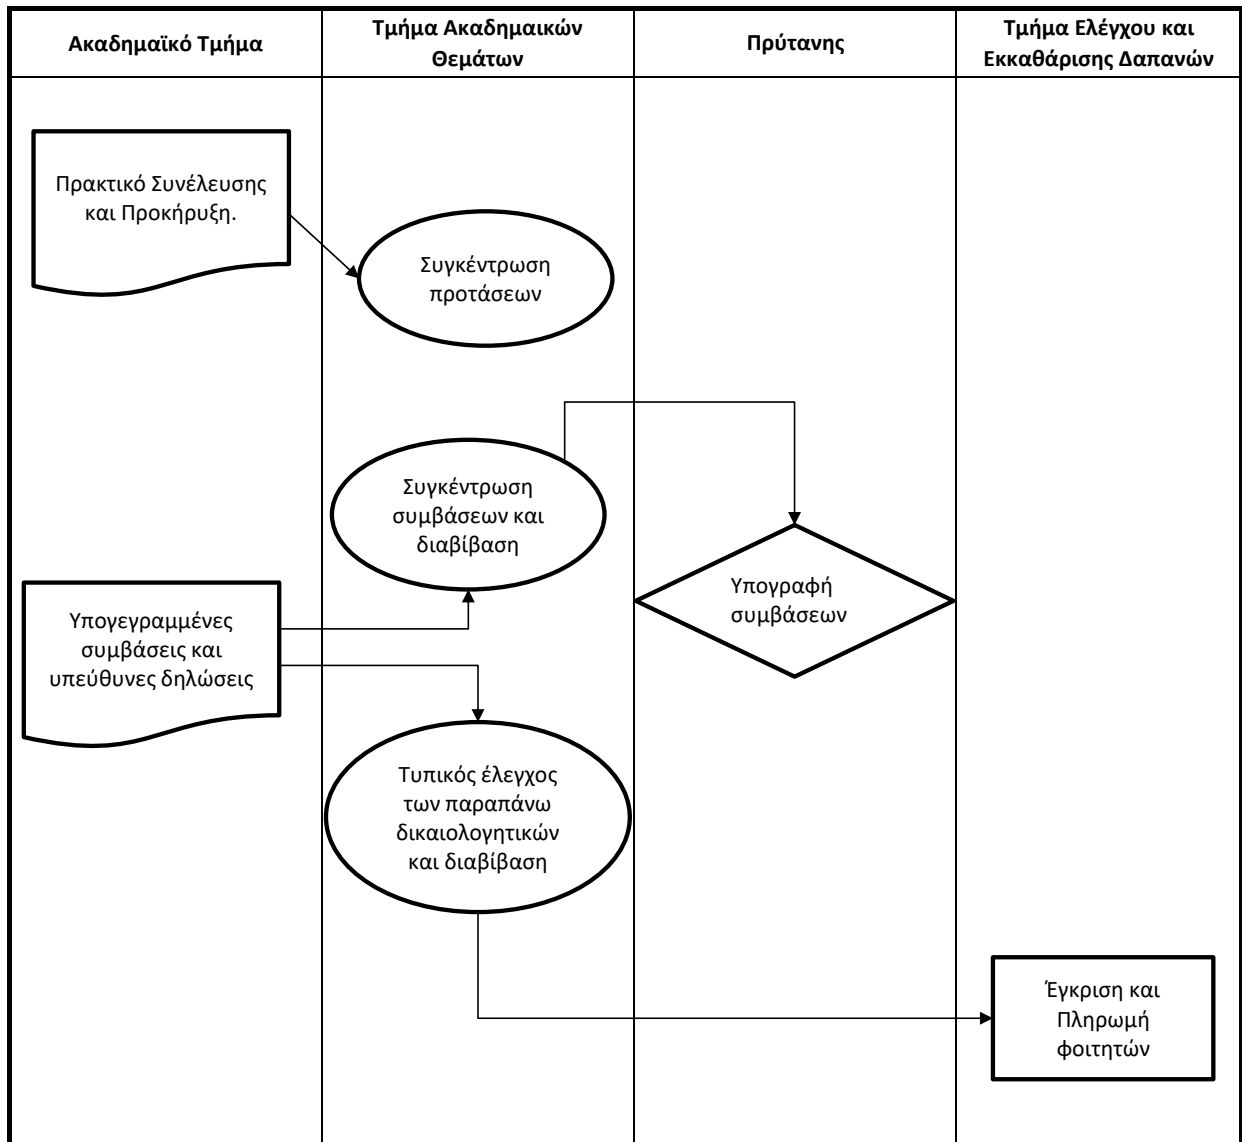 Ακαδημαϊκό Τμήμα
Τμήμα Ακαδημαικών
Θεμάτων
Πρύτανης
Τμήμα Ελέγχου και
Εκκαθάρισης Δαπανών
Πρακτικό Συνέλευσης
και Προκήρυξη.
Συγκέντρωση
προτάσεων
Συγκέντρωση
συμβάσεων και
διαβίβαση
Υπογραφή
συμβάσεων
Υπογεγραμμένες
συμβάσεις και
υπεύθυνες δηλώσεις
Τυπικός έλεγχος
των παραπάνω
δικαιολογητικών
και διαβίβαση
Έγκριση και
Πληρωμή
φοιτητών